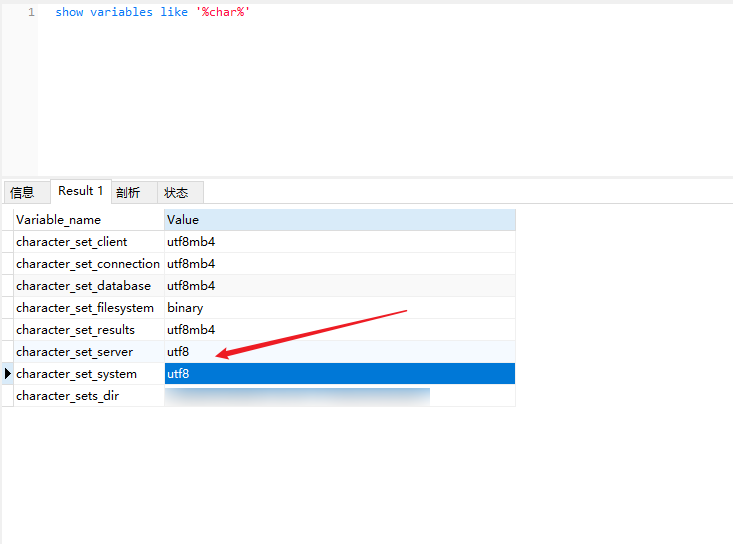 1 show variables like '%char%'
信息 Result 1 剖析 状态
Variable_name Value
character_set_client utf8mb4
character_set_connection utf8mb4
character_set_database utf8mb4
character_set_filesystem binary
character_set_results utf8mb4
character_set_server utf8
character_set_system utf8
character_sets_dir